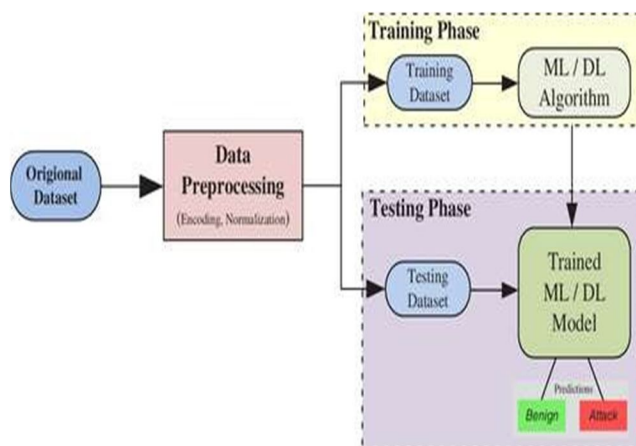 Training Phase
Training
Dataset
ML / DL
Algorithm
Origional
Dataset
Data
Preprocessing
(Encoding, Normalization)
Testing Phase
Testing
Dataset
Trained
ML / DL
Model
Predictions
Benign
Attack